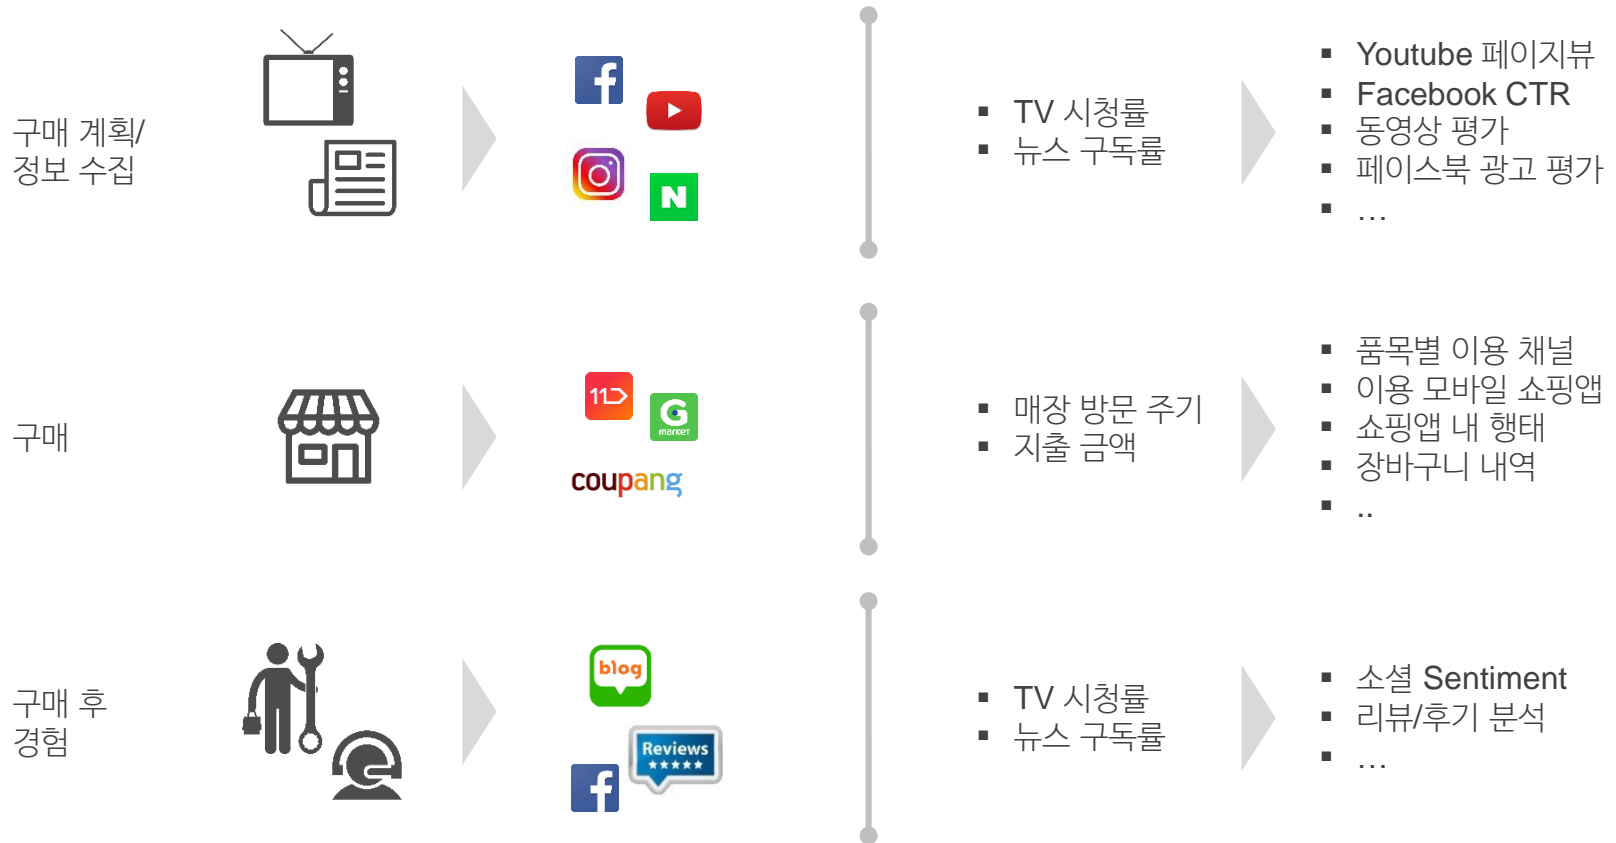 구매 계획/
정보 수집
N
▪ TV 시청률
▪ 뉴스 구독률
▪ Youtube 페이지뷰
▪ Facebook CTR
▪ 동영상 평가
▪ 페이스북 광고 평가
▪ …
구매
11
G
market
coupang
▪ 매장 방문 주기
▪ 지출 금액
▪ 품목별 이용 채널
▪ 이용 모바일 쇼핑앱
▪ 쇼핑앱 내 행태
▪ 장바구니 내역
▪ ..
구매 후
경험
blog
Reviews
★★★★★
f
▪ TV 시청률
▪ 뉴스 구독률
▪ 소셜 Sentiment
▪ 리뷰/후기 분석
▪ …